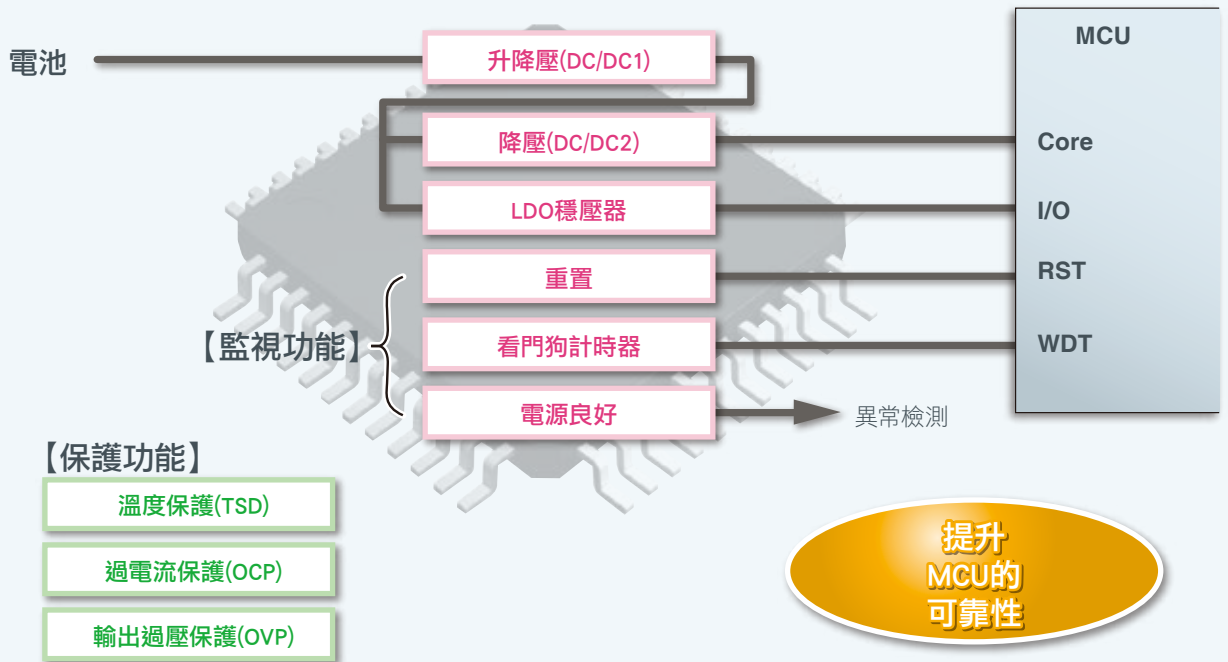 電池
升降壓(DC/DC1)
降壓(DC/DC2)
LDO穩壓器
【監視功能】
重置
看門狗計時器
電源良好
異常檢測
MCU
Core
I/O
RST
WDT
【保護功能】
溫度保護(TSD)
過電流保護(OCP)
輸出過壓保護(OVP)
提升
MCU的
可靠性